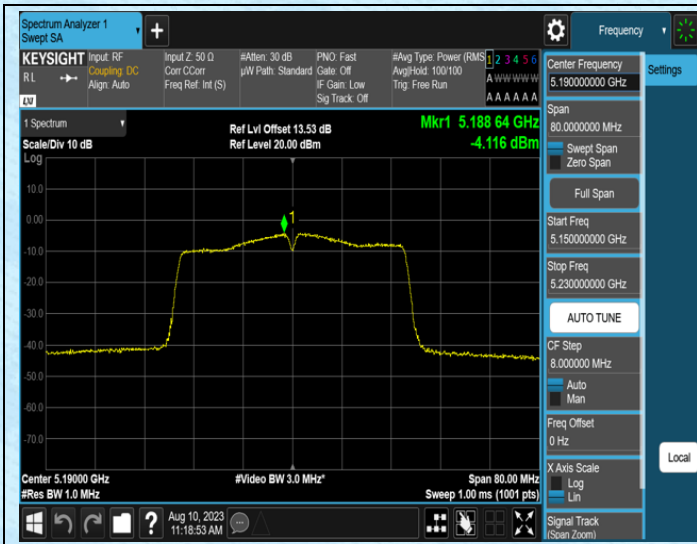 Spectrum Analyzer 1
Swept SA
+
Frequency
KEYSIGHT
RL
LXI
Input: RF
Coupling: DC
Align: Auto
Input Z: 50 Ω
Corr CCorr
Freq Ref: Int (S)
#Atten: 30 dB
µW Path: Standard
PNO: Fast
Gate: Off
IF Gain: Low
Sig Track: Off
#Avg Type: Power (RMS
Avg|Hold: 100/100
Trig: Free Run
1 2 3 4 5 6
A W W W W W
A A A A A A
1 Spectrum
Scale/Div 10 dB
Log
Ref Lvl Offset 13.53 dB
Ref Level 20.00 dBm
Mkr1 5.188 64 GHz
-4.116 dBm
10.0
0.00
-10.0
-20.0
-30.0
-40.0
-50.0
-60.0
-70.0
1
Center 5.19000 GHz
#Res BW 1.0 MHz
#Video BW 3.0 MHz*
Span 80.00 MHz
Sweep 1.00 ms (1001 pts)
?
Aug 10, 2023
11:18:53 AM
Center Frequency
5.190000000 GHz
Span
80.0000000 MHz
Swept Span
Zero Span
Full Span
Start Freq
5.150000000 GHz
Stop Freq
5.230000000 GHz
AUTO TUNE
CF Step
8.000000 MHz
Auto
Man
Freq Offset
0 Hz
X Axis Scale
Log
Lin
Signal Track
(Span Zoom)
Settings
Local